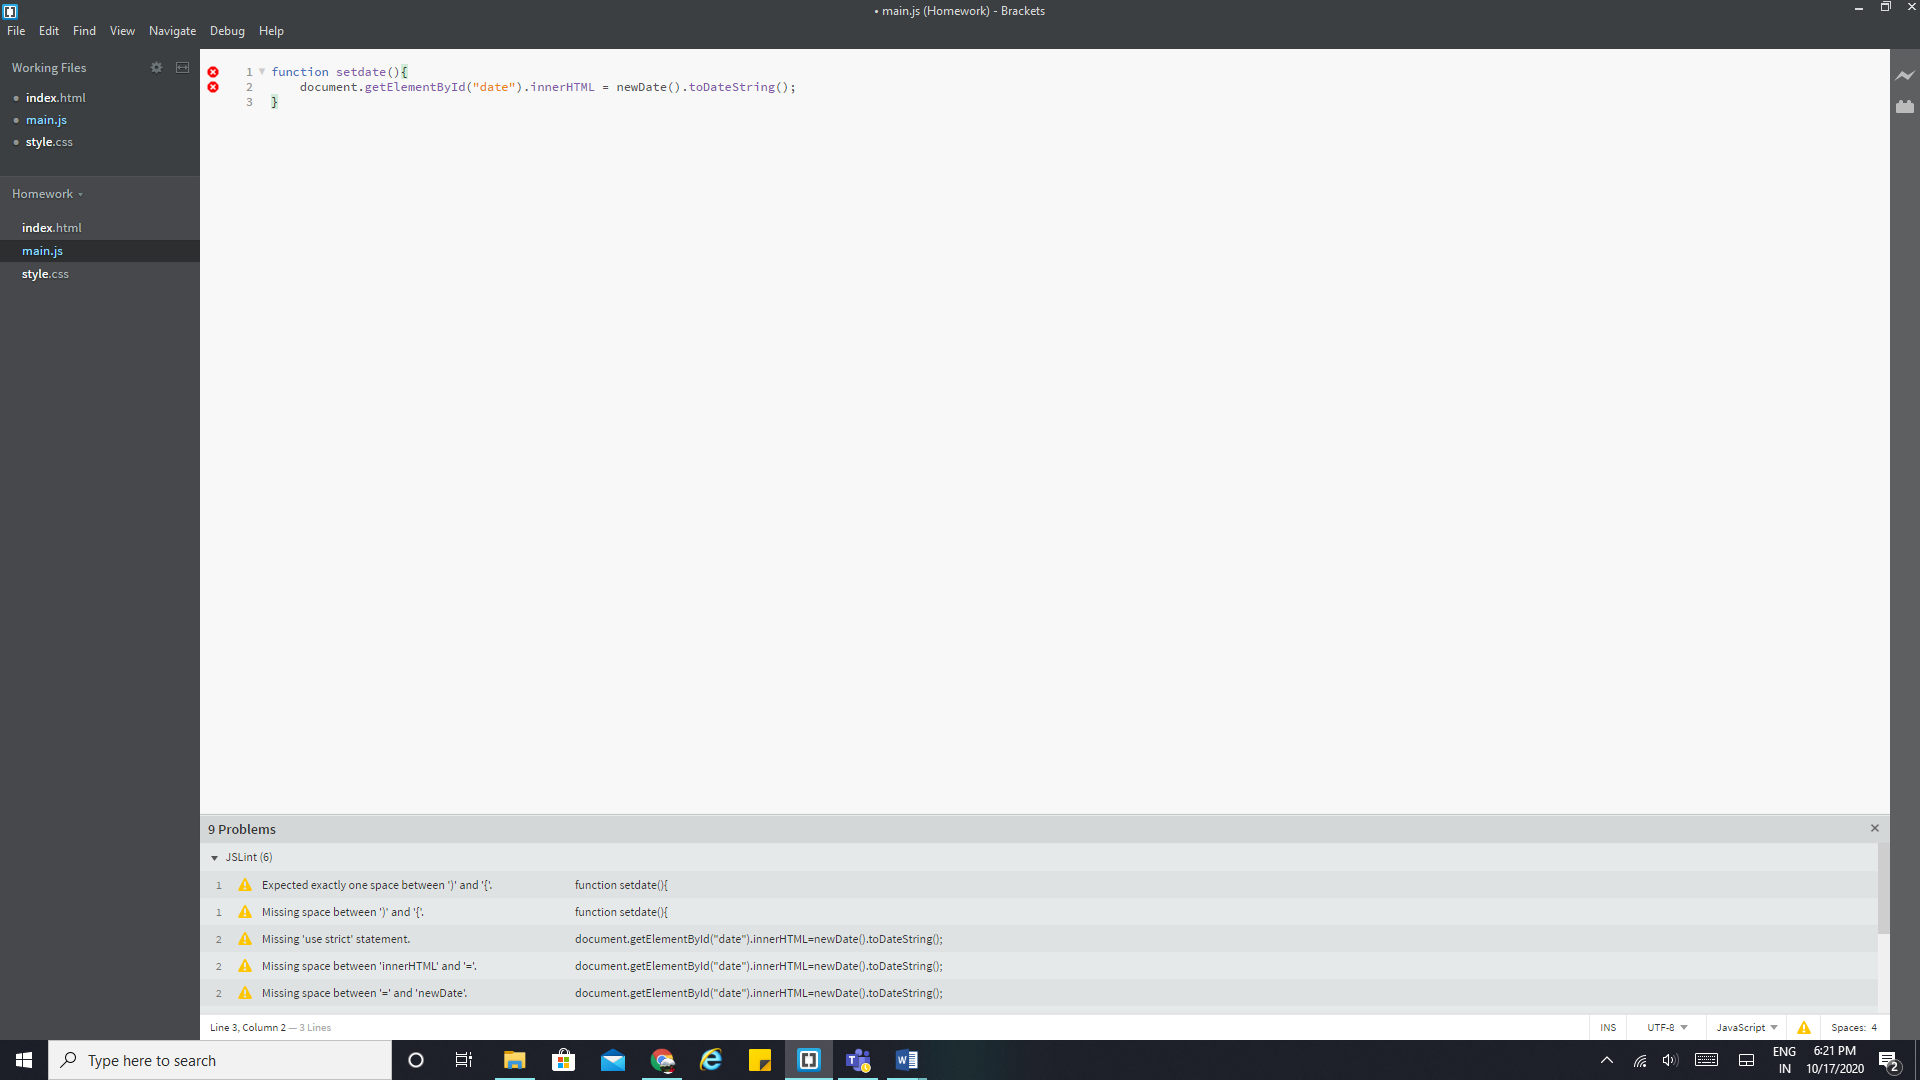 • main.js (Homework) - Brackets
File Edit Find View Navigate Debug Help
Working Files
index.html
main.js
style.css
Homework
index.html
main.js
style.css
1 function setdate(){
2 document.getElementById("date").innerHTML = newDate().toDateString();
3 }
9 Problems
JSLint (6)
1 Expected exactly one space between ')' and '{'. function setdate(){
1 Missing space between ')' and '{'. function setdate(){
2 Missing 'use strict' statement. document.getElementById("date").innerHTML=newDate().toDateString();
2 Missing space between 'innerHTML' and '='. document.getElementById("date").innerHTML=newDate().toDateString();
2 Missing space between '=' and 'newDate'. document.getElementById("date").innerHTML=newDate().toDateString();
Line 3, Column 2 — 3 Lines INS UTF-8 JavaScript Spaces: 4
Type here to search
ENG
IN
6:21 PM
10/17/2020
2